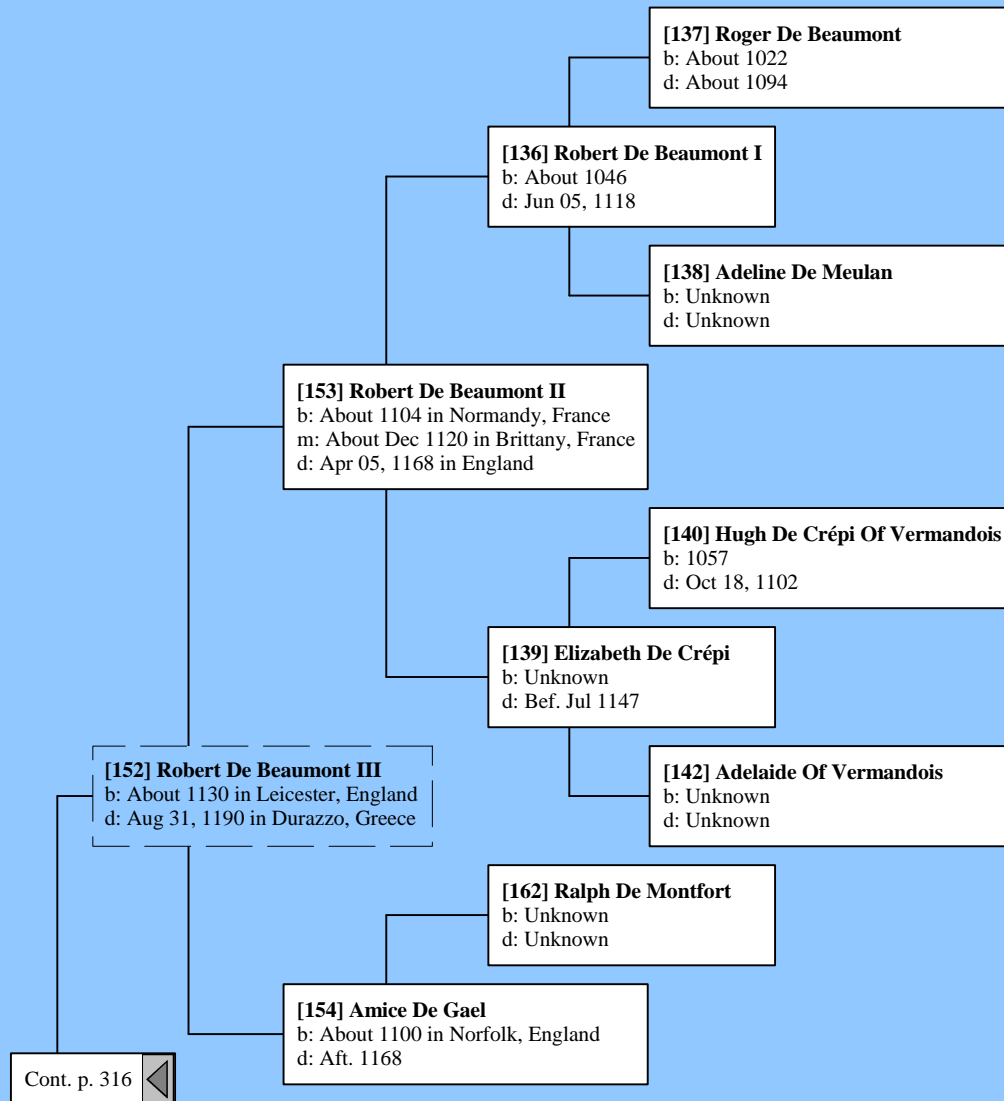 [137] Roger De Beaumont
b: About 1022
d: About 1094
[136] Robert De Beaumont I
b: About 1046
d: Jun 05, 1118
[138] Adeline De Meulan
b: Unknown
d: Unknown
[153] Robert De Beaumont II
b: About 1104 in Normandy, France
m: About Dec 1120 in Brittany, France
d: Apr 05, 1168 in England
[140] Hugh De Crépi Of Vermandois
b: 1057
d: Oct 18, 1102
[139] Elizabeth De Crépi
b: Unknown
d: Bef. Jul 1147
[142] Adelaide Of Vermandois
b: Unknown
d: Unknown
[152] Robert De Beaumont III
b: About 1130 in Leicester, England
d: Aug 31, 1190 in Durazzo, Greece
[162] Ralph De Montfort
b: Unknown
d: Unknown
[154] Amice De Gael
b: About 1100 in Norfolk, England
d: Aft. 1168
Cont. p. 316